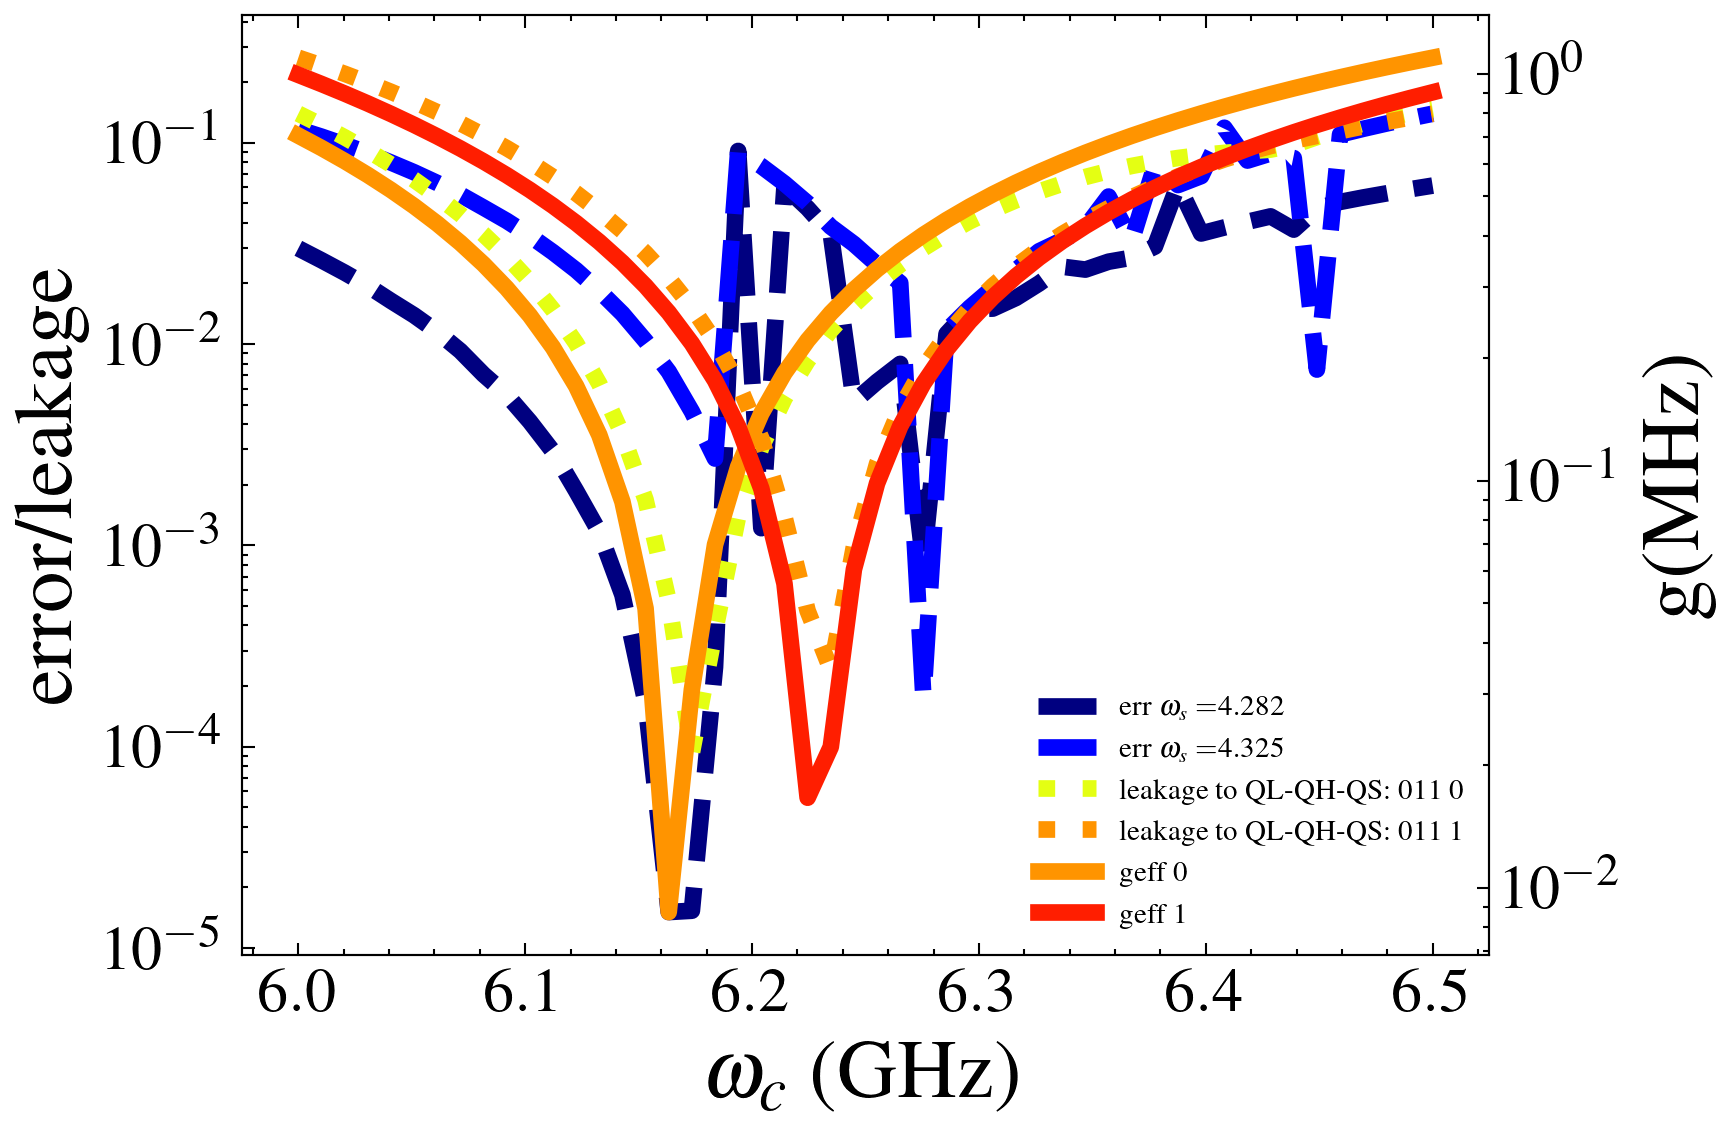 error/leakage
10⁻¹
10⁻²
10⁻³
10⁻⁴
10⁻⁵
6.0 6.1 6.2 6.3 6.4 6.5
ω_c (GHz)
10⁰
10⁻¹
10⁻²
g(MHz)
err ω_s =4.282
err ω_s =4.325
leakage to QL-QH-QS: 011 0
leakage to QL-QH-QS: 011 1
geff 0
geff 1